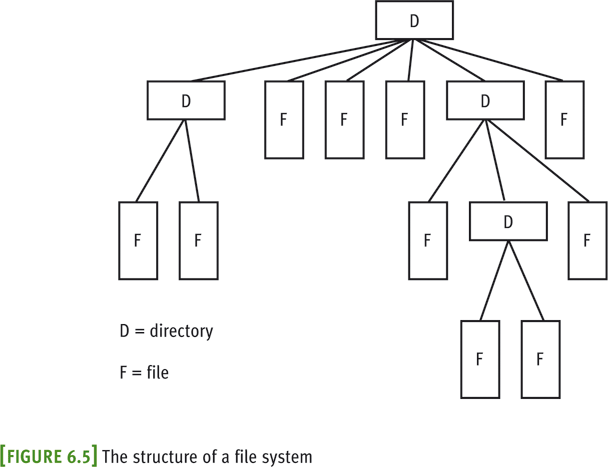 D
D F F F D F
F F F D F
F F
D = directory
F = file
[FIGURE 6.5] The structure of a file system